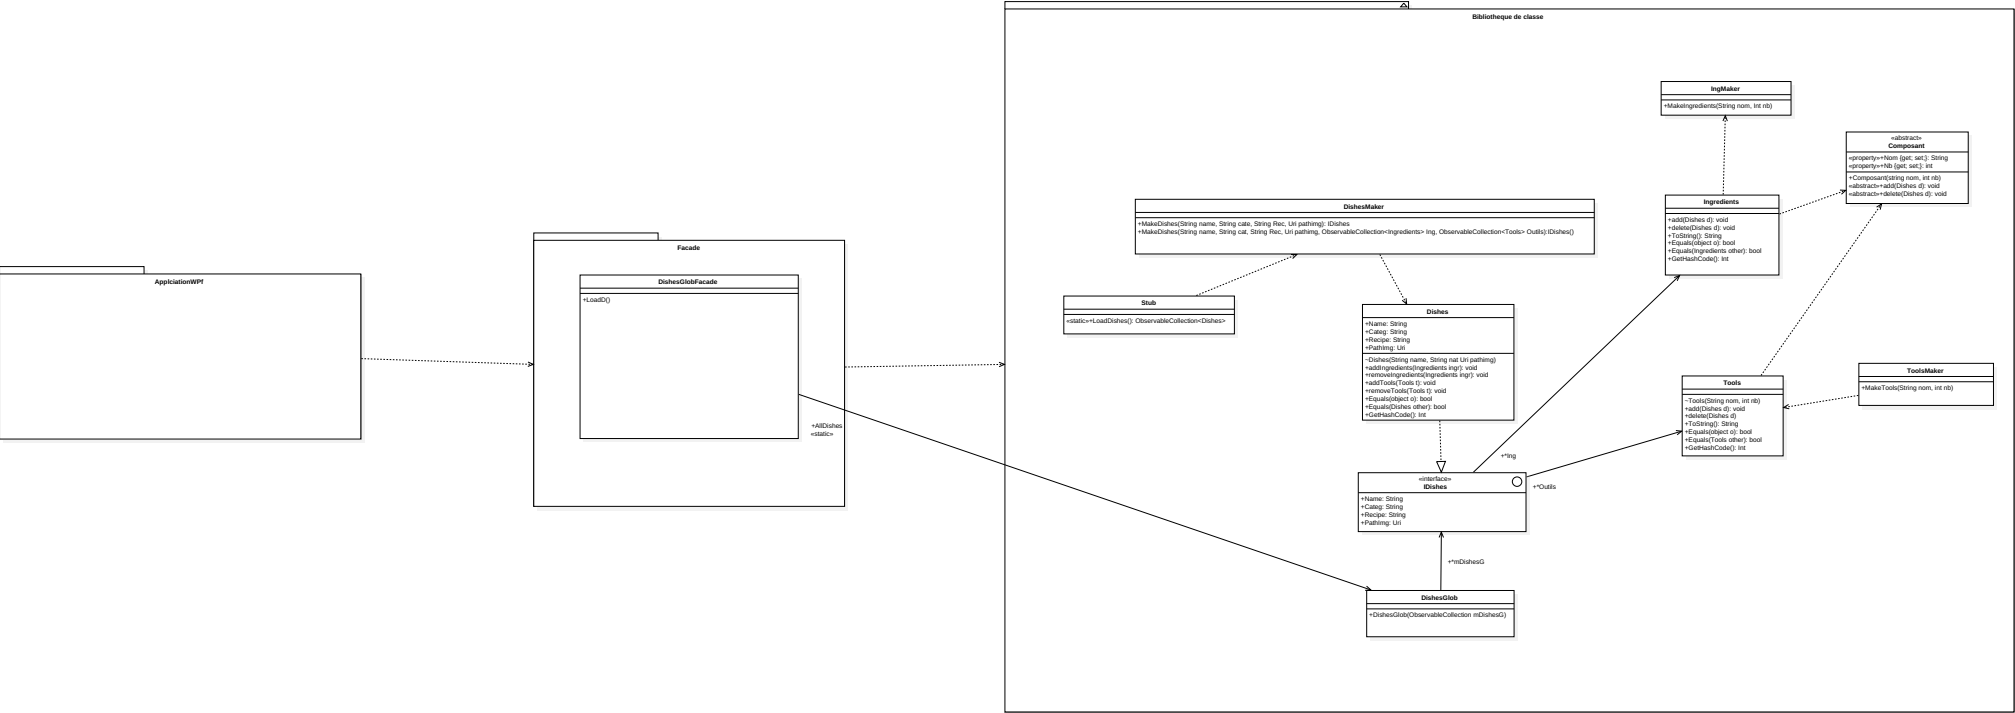 Bibliotheque de classe
IngMaker
+MakeIngredients(String nom, Int nb)
«abstract»
Composant
«property»+Nom {get; set;}: String
«property»+Nb {get; set;}: int
+Composant(string nom, int nb)
«abstract»+add(Dishes d): void
«abstract»+delete(Dishes d): void
Ingredients
+add(Dishes d): void
+delete(Dishes d): void
+ToString(): String
+Equals(object o): bool
+Equals(Ingredients other): bool
+GetHashCode(): Int
DishesMaker
+MakeDishes(String name, String cate, String Rec, Uri pathimg): IDishes
+MakeDishes(String name, String cat, String Rec, Uri pathimg, ObservableCollection<Ingredients> Ing, ObservableCollection<Tools> Outils):IDishes()
Facade
DishesGlobFacade
+LoadD()
ApplciationWPf
Stub
«static»+LoadDishes(): ObservableCollection<Dishes>
Dishes
+Name: String
+Categ: String
+Recipe: String
+PathImg: Uri
~Dishes(String name, String nat Uri pathimg)
+addIngredients(Ingredients ingr): void
+removeIngredients(Ingredients ingr): void
+addTools(Tools t): void
+removeTools(Tools t): void
+Equals(object o): bool
+Equals(Dishes other): bool
+GetHashCode(): Int
ToolsMaker
+MakeTools(String nom, int nb)
Tools
~Tools(String nom, int nb)
+add(Dishes d): void
+delete(Dishes d)
+ToString(): String
+Equals(object o): bool
+Equals(Tools other): bool
+GetHashCode(): Int
+AllDishes
«static»
+*Ing
+*Outils
«interface»
IDishes
+Name: String
+Categ: String
+Recipe: String
+PathImg: Uri
+*mDishesG
DishesGlob
+DishesGlob(ObservableCollection mDishesG)